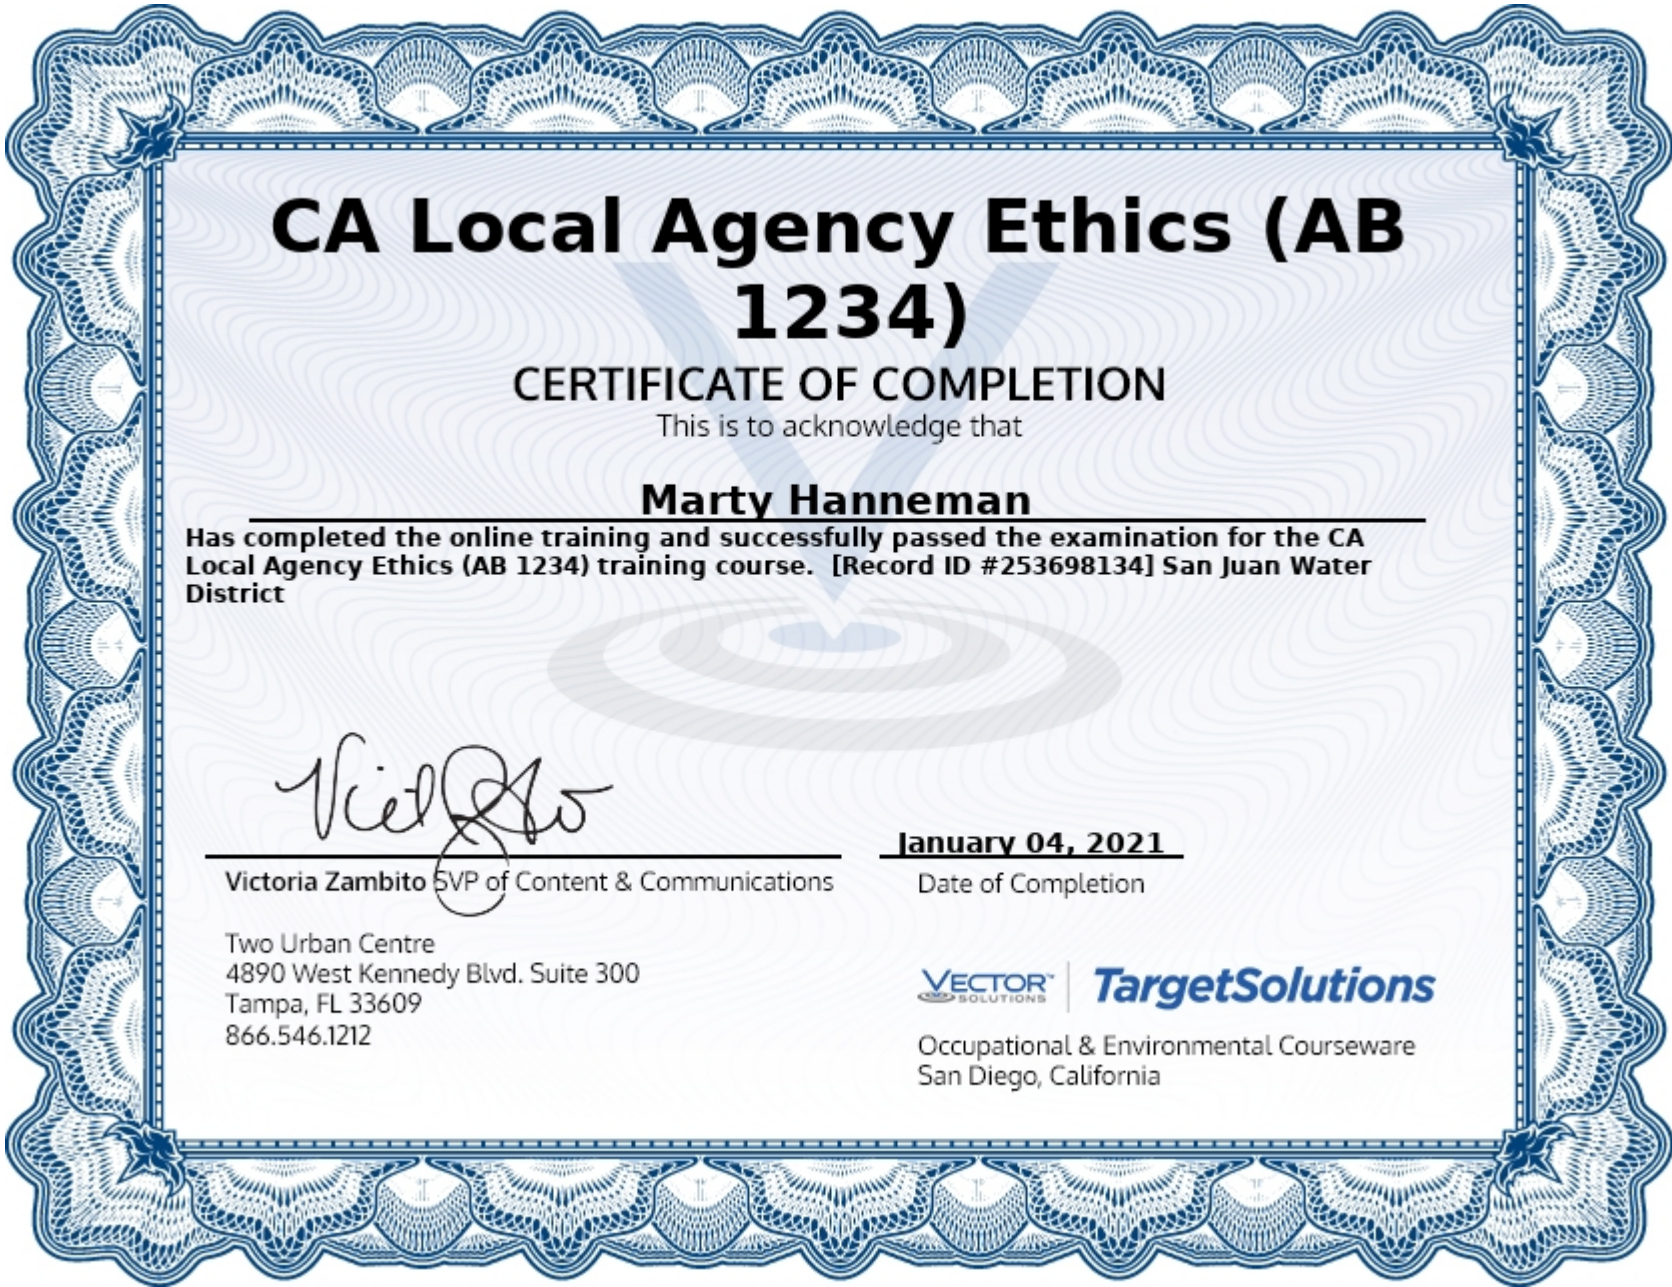 CA Local Agency Ethics (AB
1234)
CERTIFICATE OF COMPLETION
This is to acknowledge that
Marty Hanneman
Has completed the online training and successfully passed the examination for the CA
Local Agency Ethics (AB 1234) training course.  [Record ID #253698134] San Juan Water
District
January 04, 2021
Victoria Zambito SVP of Content & Communications
Date of Completion
Two Urban Centre
4890 West Kennedy Blvd. Suite 300
Tampa, FL 33609
866.546.1212
VECTOR™
SOLUTIONS
TargetSolutions
Occupational & Environmental Courseware
San Diego, California